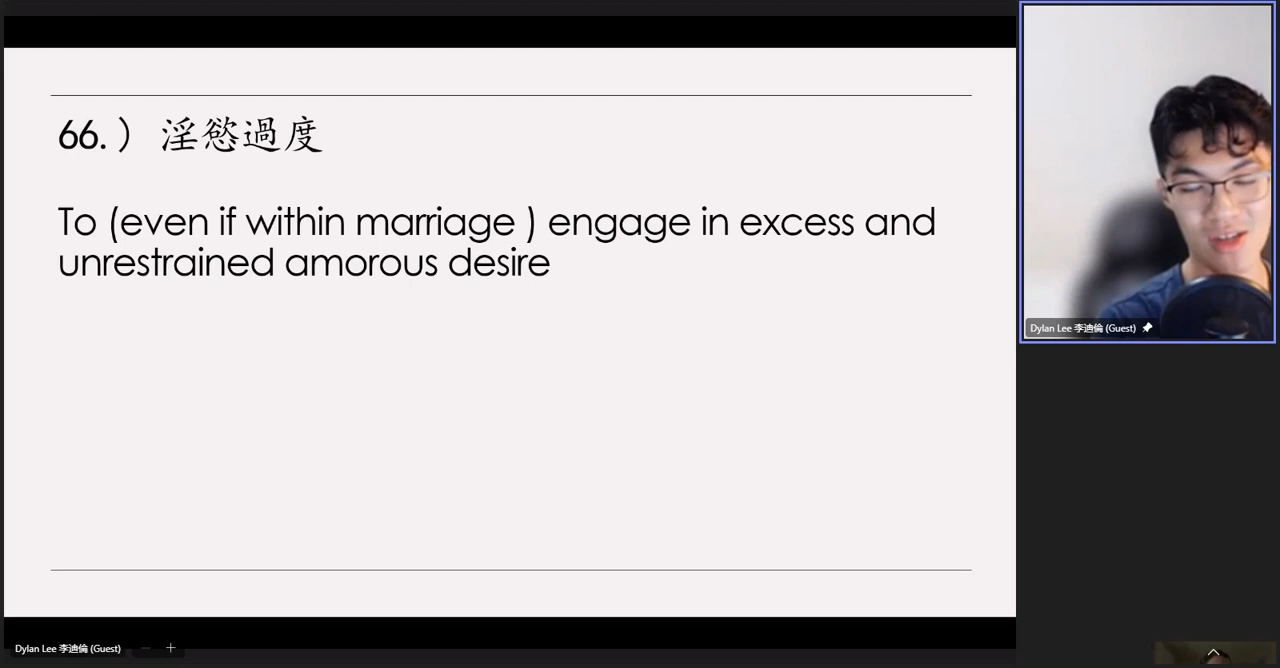 66. ） 淫慾過度
To (even if within marriage ) engage in excess and
unrestrained amorous desire
Dylan Lee 李迪倫 (Guest)
Dylan Lee 李迪倫 (Guest)